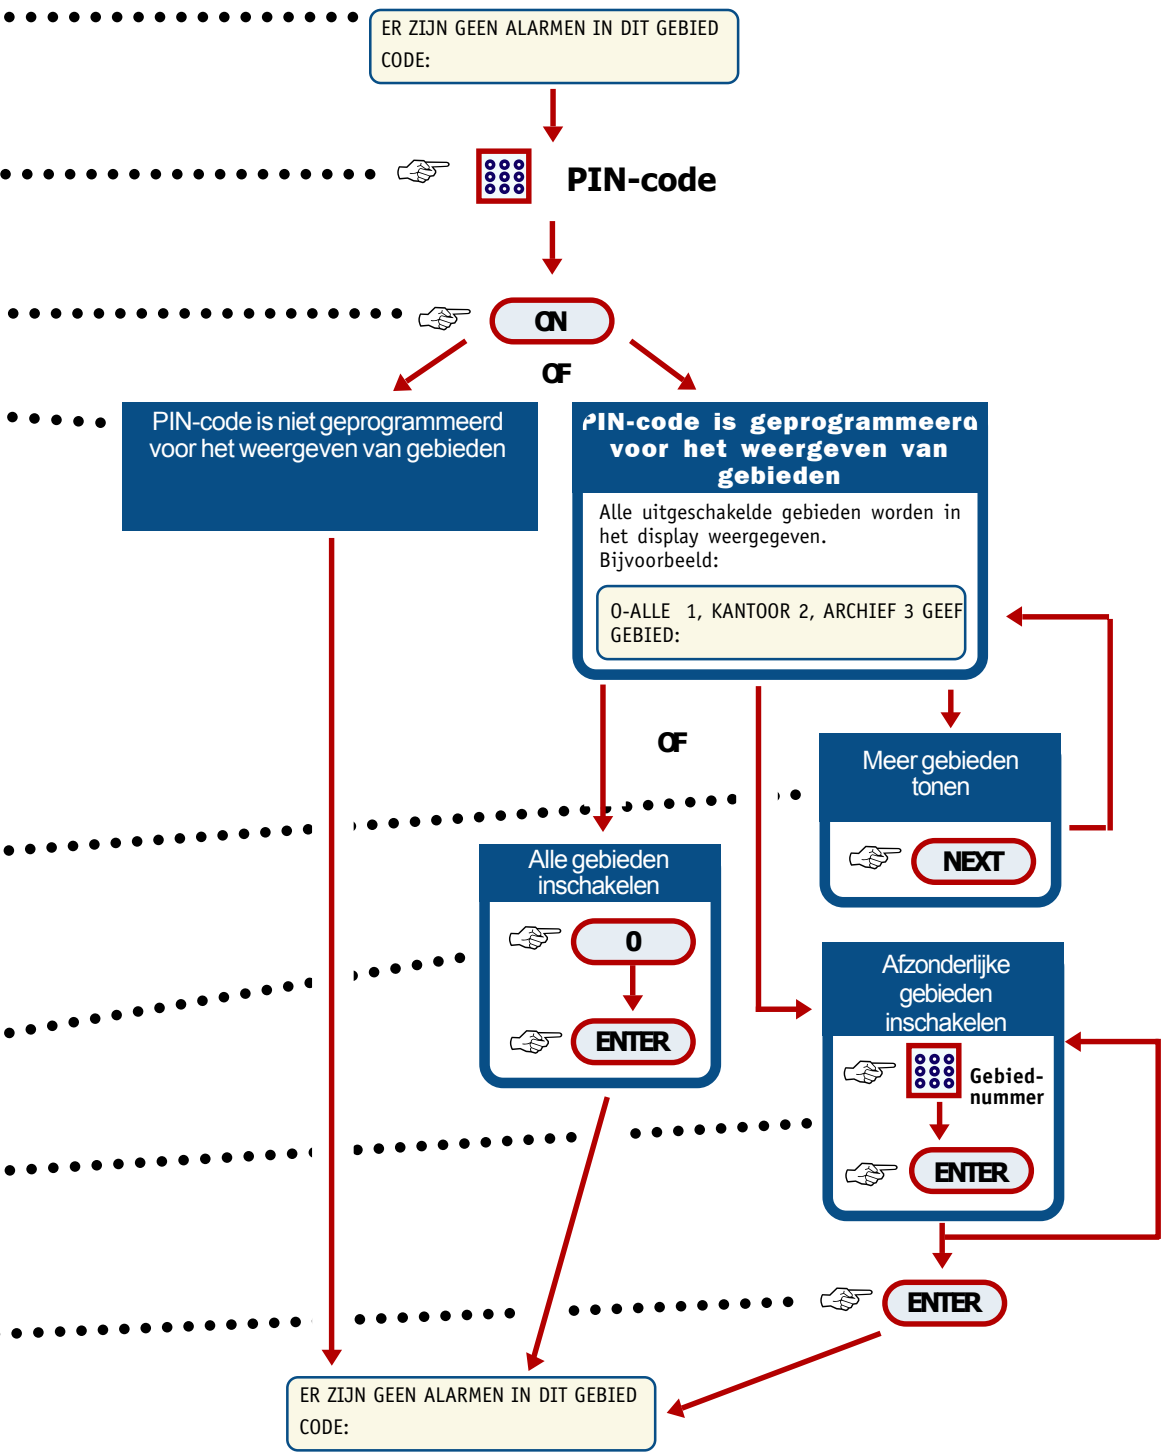 ER ZIJN GEEN ALARMEN IN DIT GEBIED
CODE:
PIN-code
ON
OF
PIN-code is niet geprogrammeerd
voor het weergeven van gebieden
PIN-code is geprogrammeerd
voor het weergeven van
gebieden
Alle uitgeschakelde gebieden worden in
het display weergegeven.
Bijvoorbeeld:
0-ALLE 1, KANTOOR 2, ARCHIEF 3 GEEF
GEBIED:
OF
Meer gebieden
tonen
NEXT
Alle gebieden
inschakelen
0
ENTER
Afzonderlijke
gebieden
inschakelen
Gebied-
nummer
ENTER
ENTER
ER ZIJN GEEN ALARMEN IN DIT GEBIED
CODE: